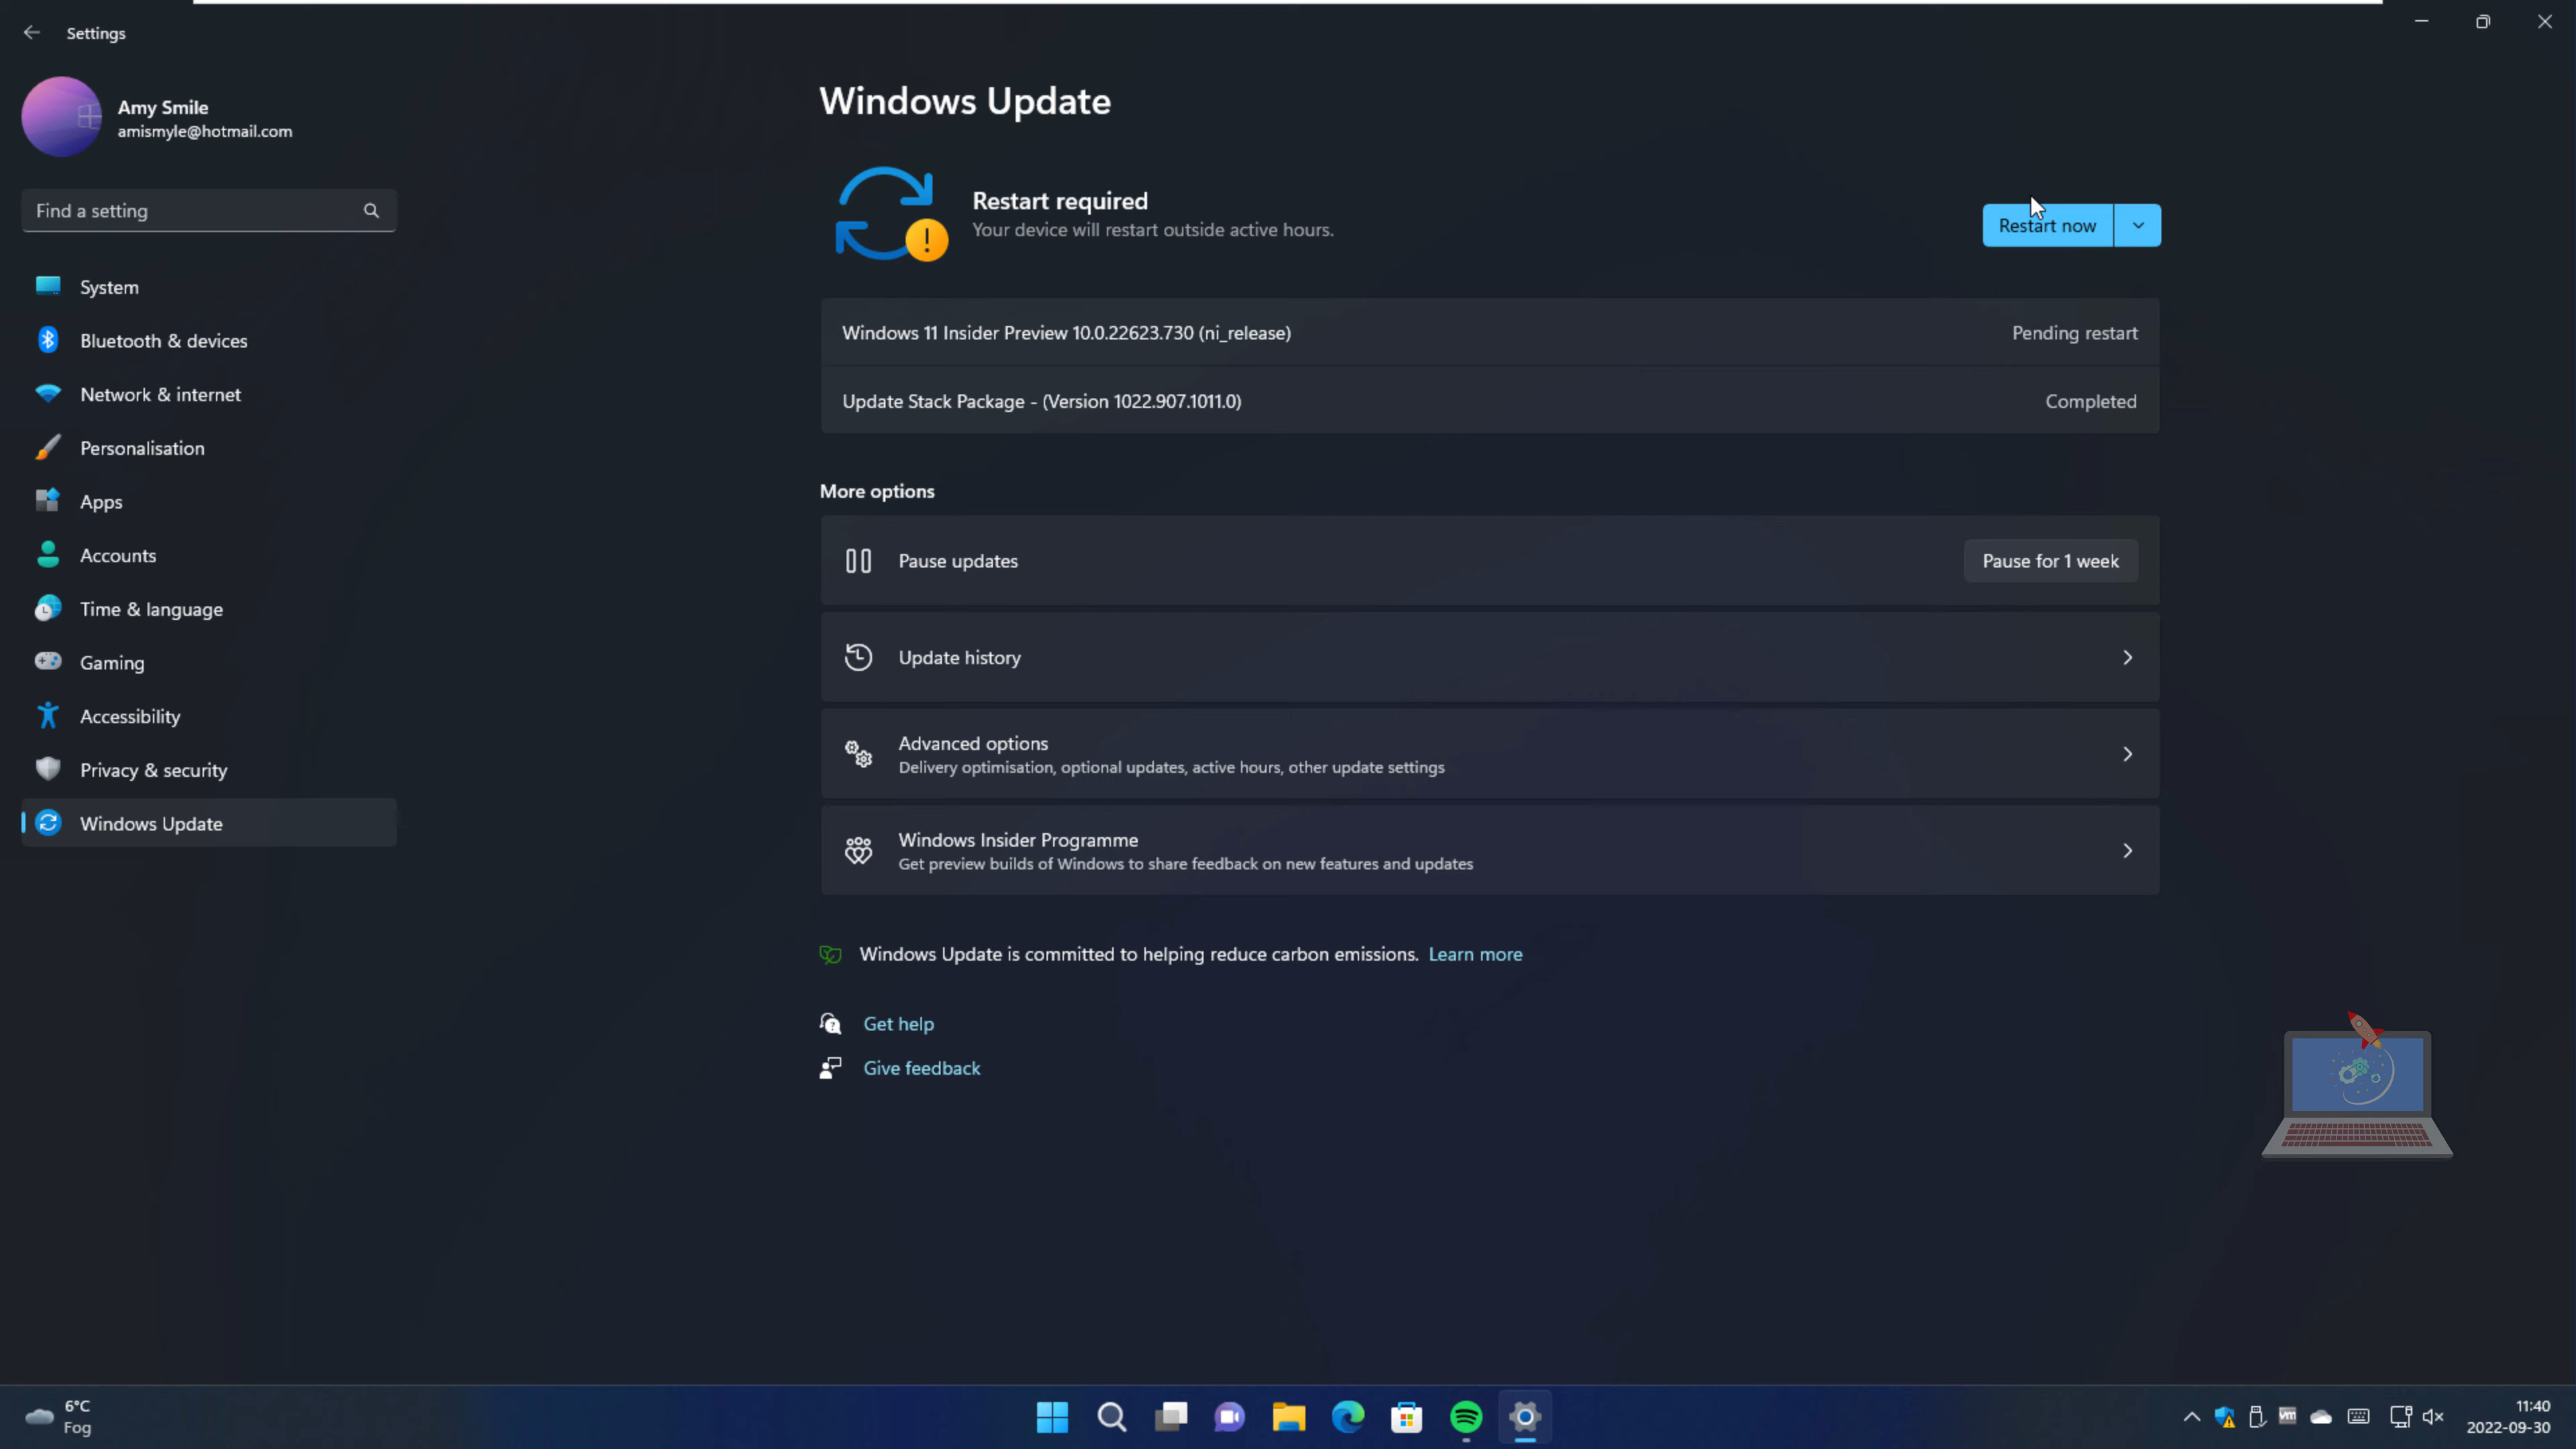 Settings
Amy Smile
amismyle@hotmail.com
Find a setting
System
Bluetooth & devices
Network & internet
Personalisation
Apps
Accounts
Time & language
Gaming
Accessibility
Privacy & security
Windows Update
Windows Update
Restart required
Your device will restart outside active hours.
Restart now
Windows 11 Insider Preview 10.0.22623.730 (ni_release)
Pending restart
Update Stack Package - (Version 1022.907.1011.0)
Completed
More options
Pause updates
Pause for 1 week
Update history
Advanced options
Delivery optimisation, optional updates, active hours, other update settings
Windows Insider Programme
Get preview builds of Windows to share feedback on new features and updates
Windows Update is committed to helping reduce carbon emissions. Learn more
Get help
Give feedback
6°C
Fog
vm
11:40
2022-09-30